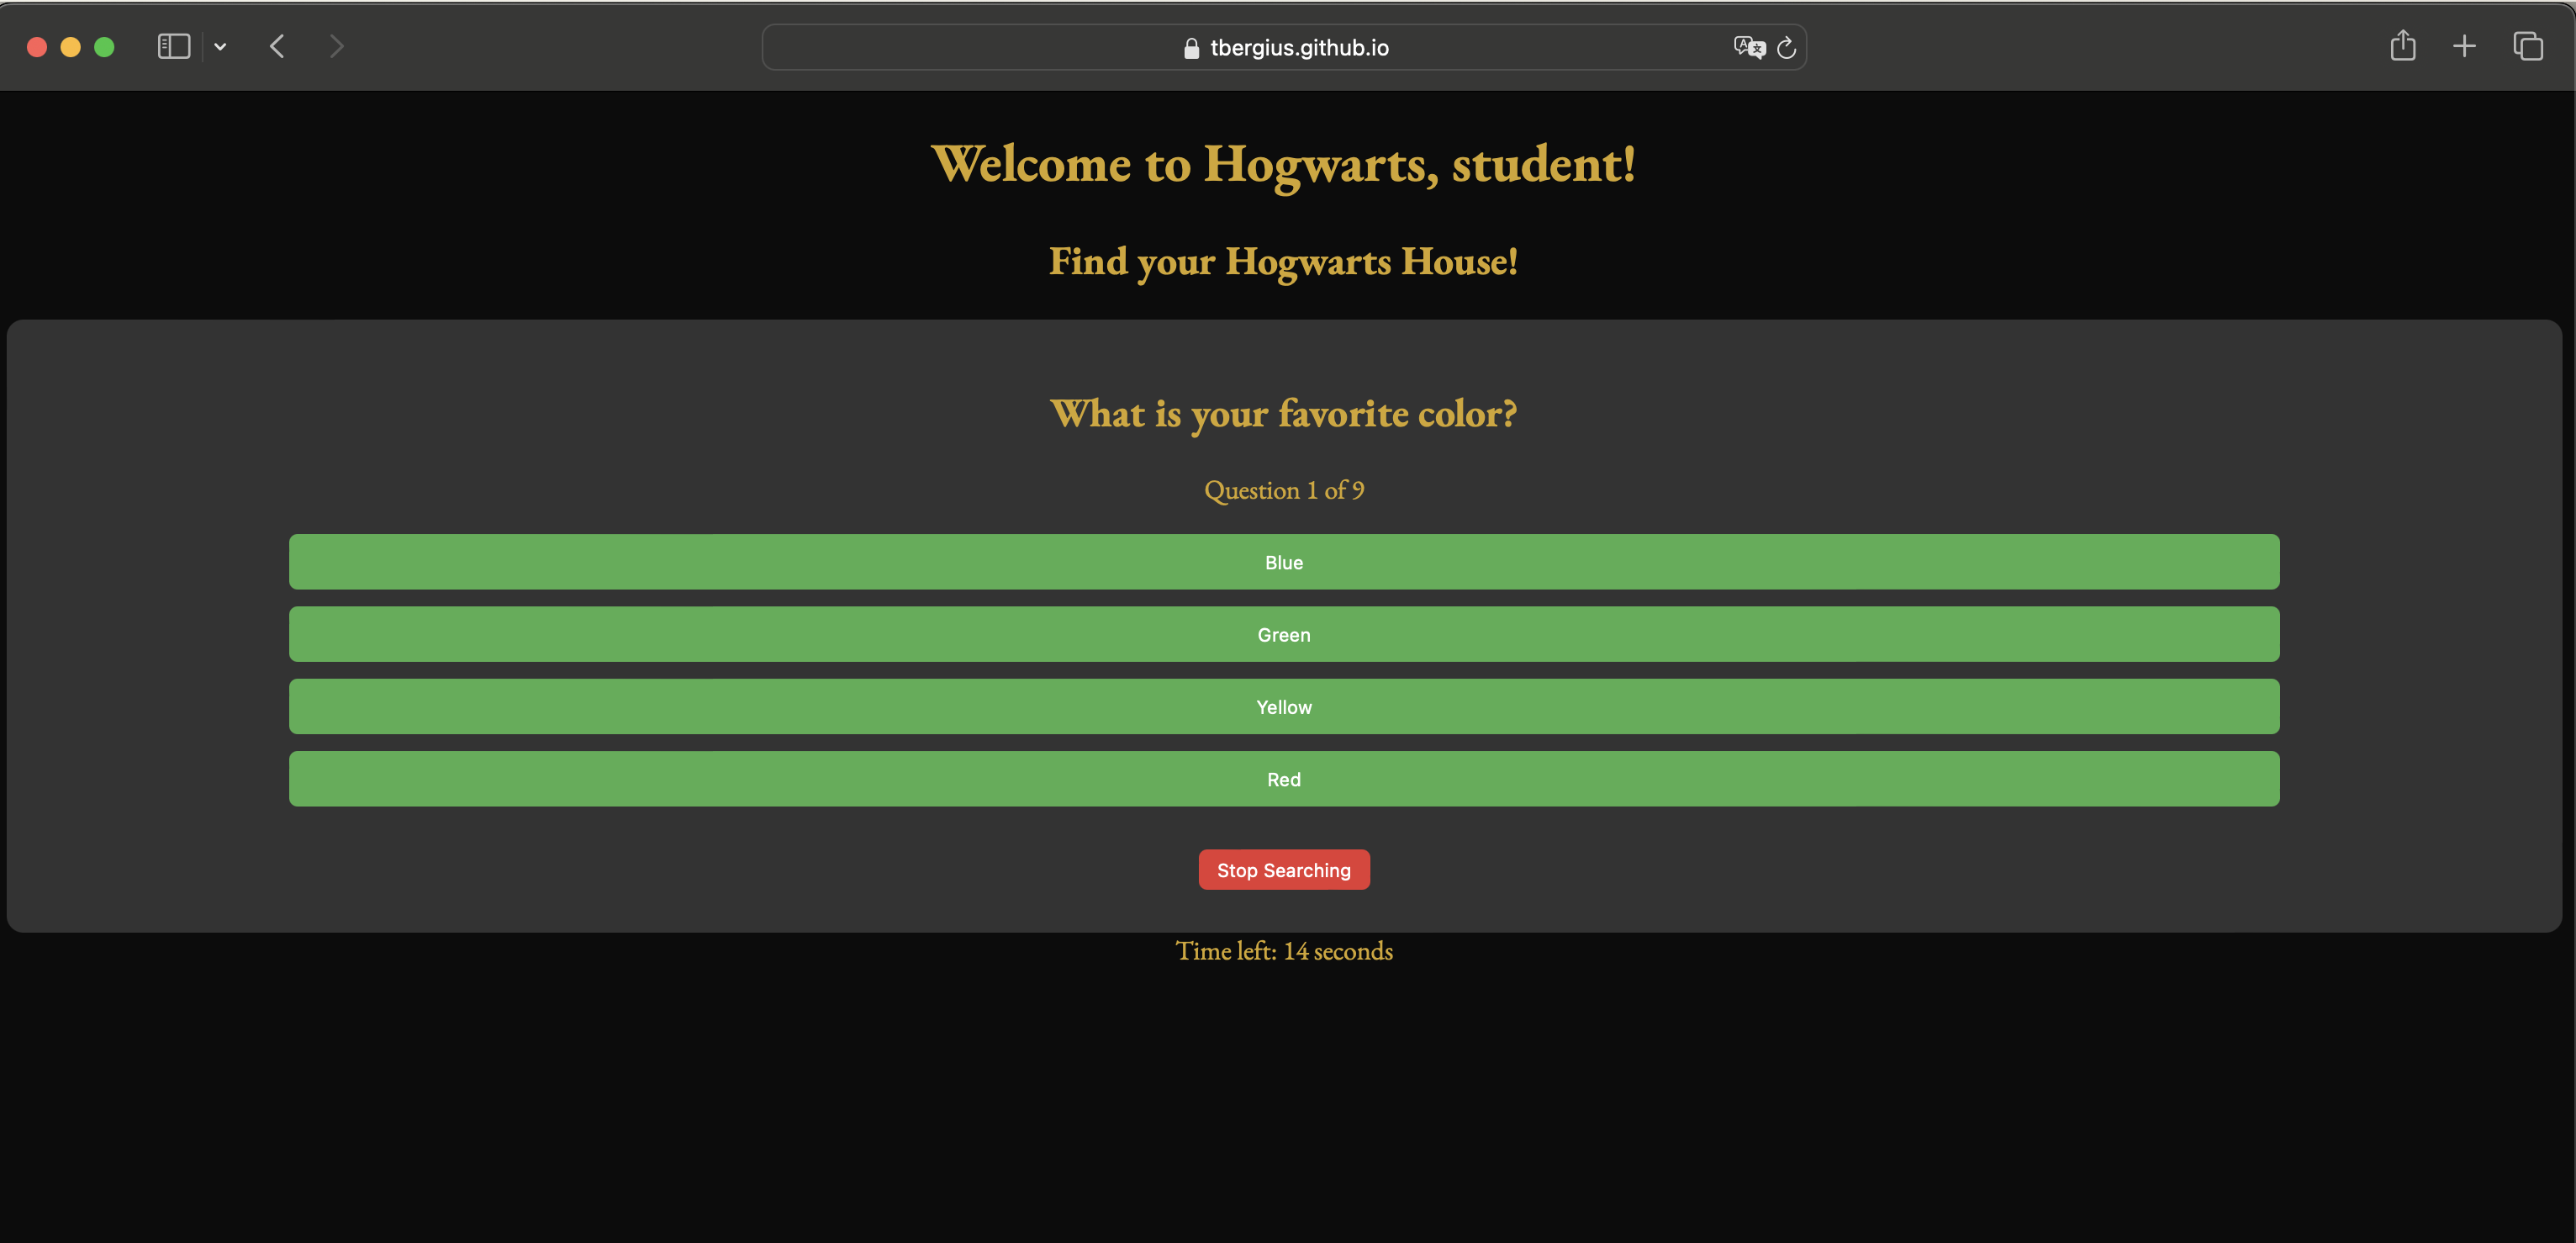 tbergius.github.io
Welcome to Hogwarts, student!
Find your Hogwarts House!
What is your favorite color?
Question 1 of 9
Blue
Green
Yellow
Red
Stop Searching
Time left: 14 seconds